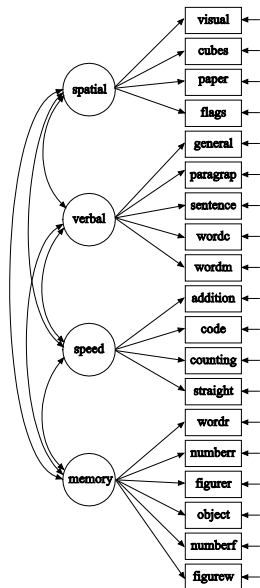 visual
cubes
paper
flags
general
paragrap
sentence
wordc
wordm
addition
code
counting
straight
wordr
numberr
figurer
object
numberf
figurew
spatial
verbal
speed
memory